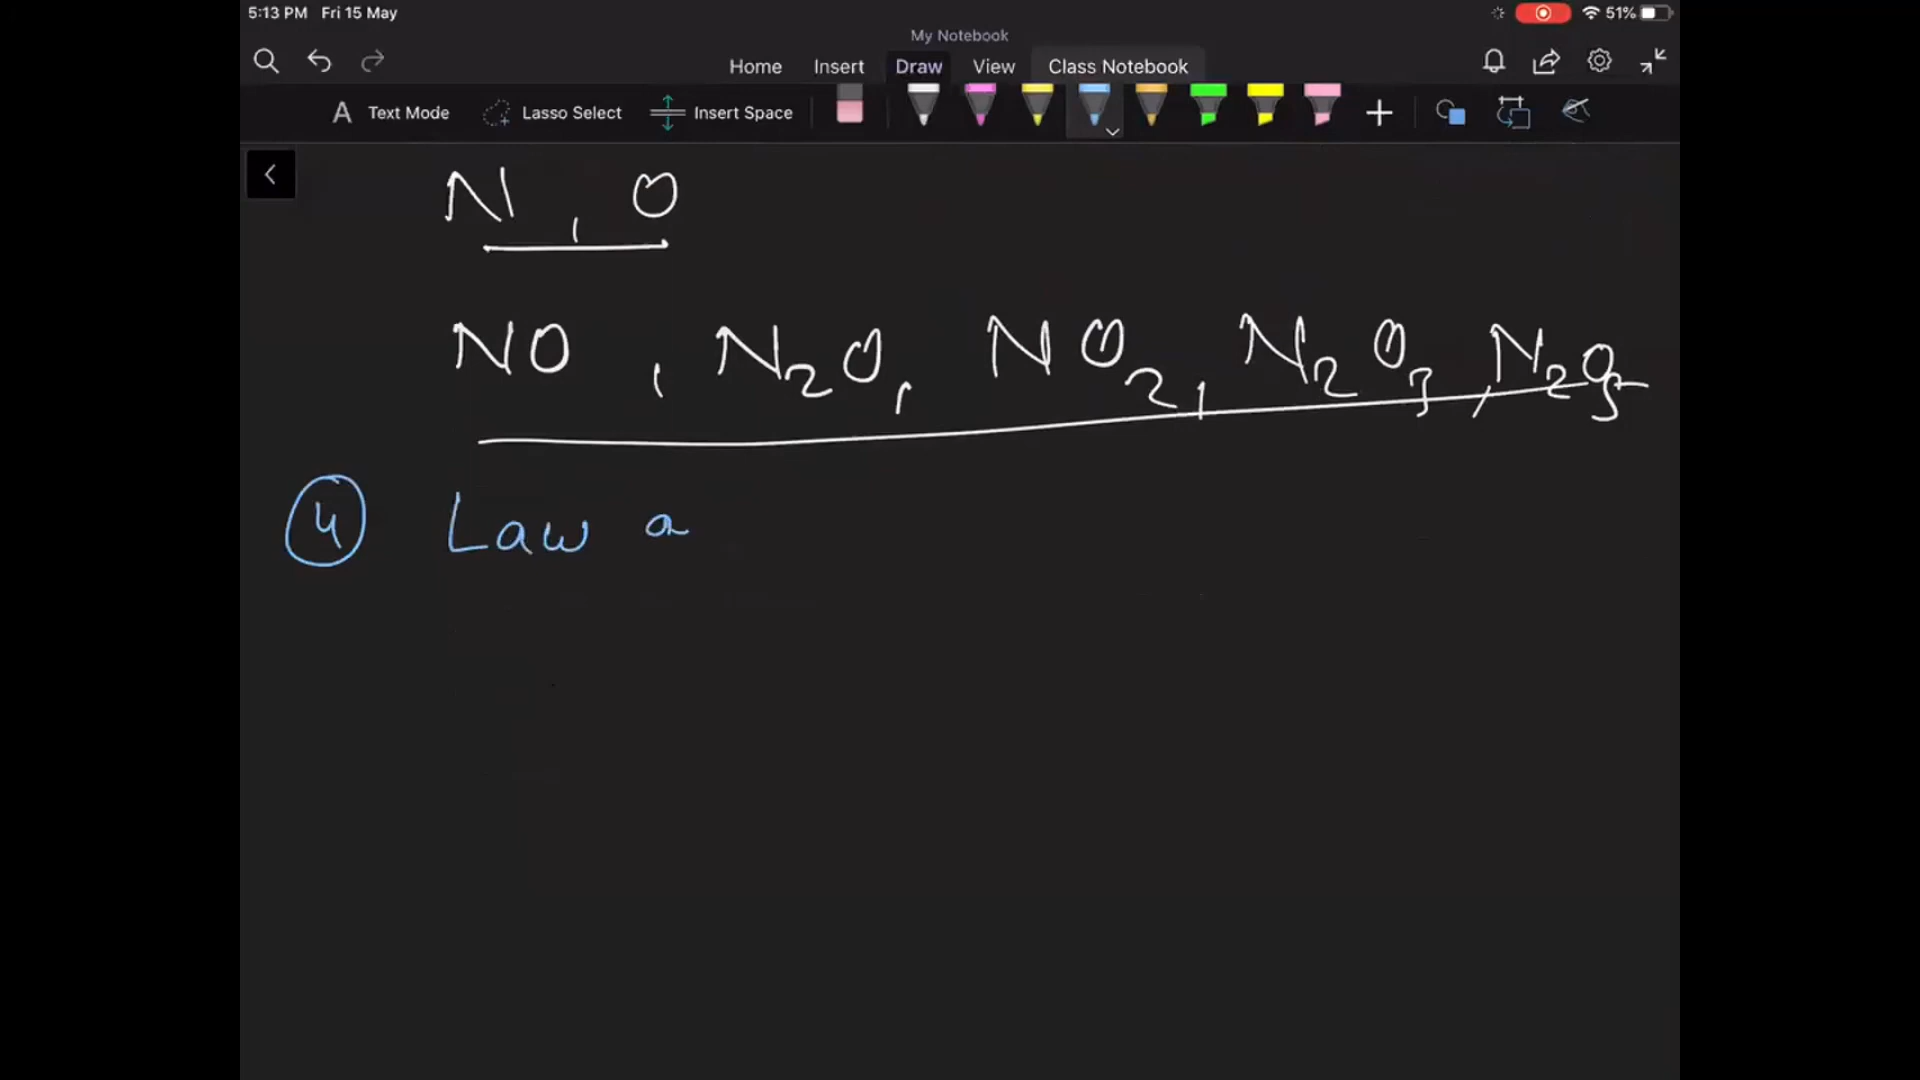 5:13 PM Fri 15 May 51%
My Notebook
Home Insert Draw View Class Notebook
A Text Mode Lasso Select Insert Space
N , O
NO , N₂O, NO₂, N₂O₃, N₂O₅
4 Law a